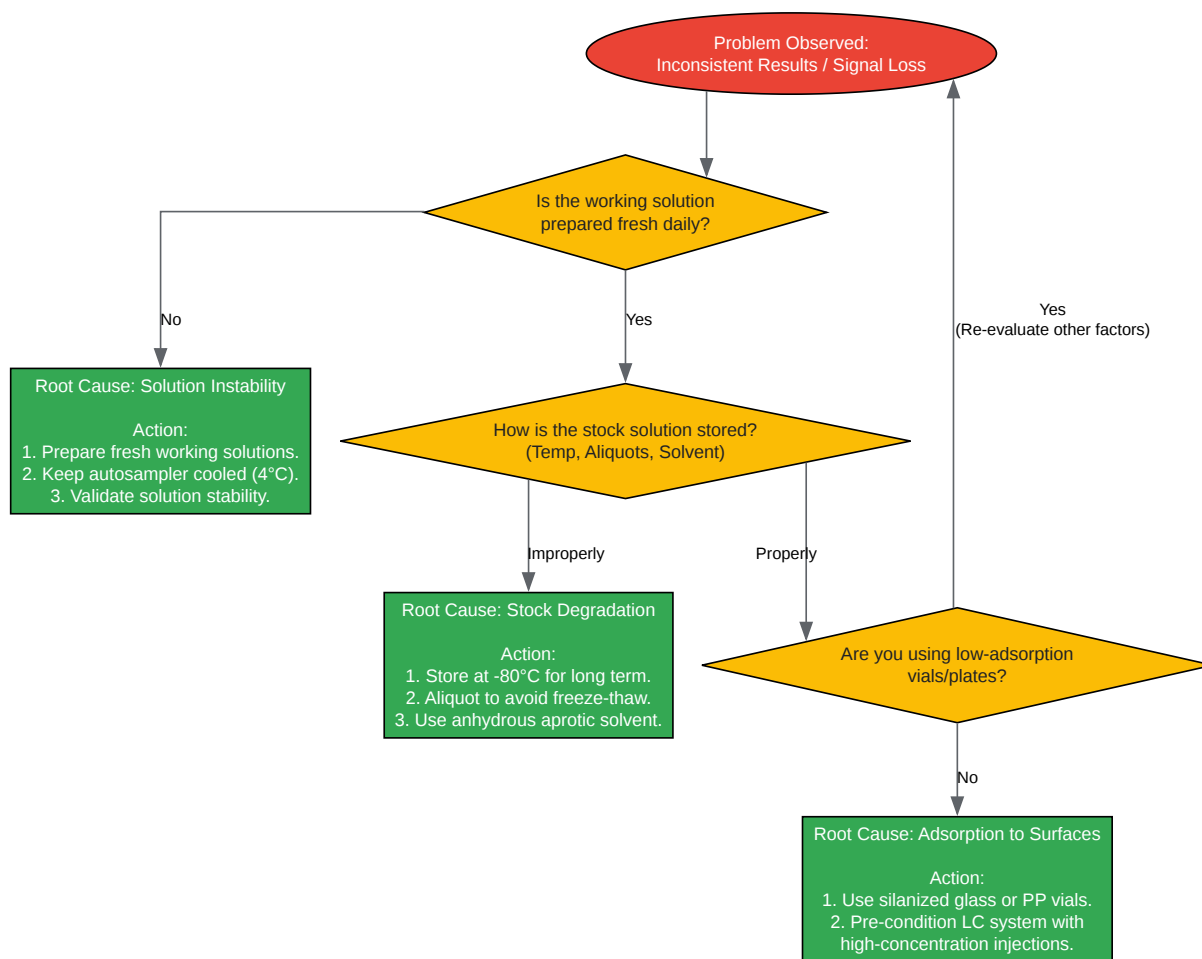 Problem Observed:
Inconsistent Results / Signal Loss
Is the working solution
prepared fresh daily?
No
Yes
Yes
(Re-evaluate other factors)
Root Cause: Solution Instability
Action:
1. Prepare fresh working solutions.
2. Keep autosampler cooled (4°C).
3. Validate solution stability.
How is the stock solution stored?
(Temp, Aliquots, Solvent)
Improperly
Properly
Root Cause: Stock Degradation
Action:
1. Store at -80°C for long term.
2. Aliquot to avoid freeze-thaw.
3. Use anhydrous aprotic solvent.
Are you using low-adsorption
vials/plates?
No
Root Cause: Adsorption to Surfaces
Action:
1. Use silanized glass or PP vials.
2. Pre-condition LC system with
high-concentration injections.